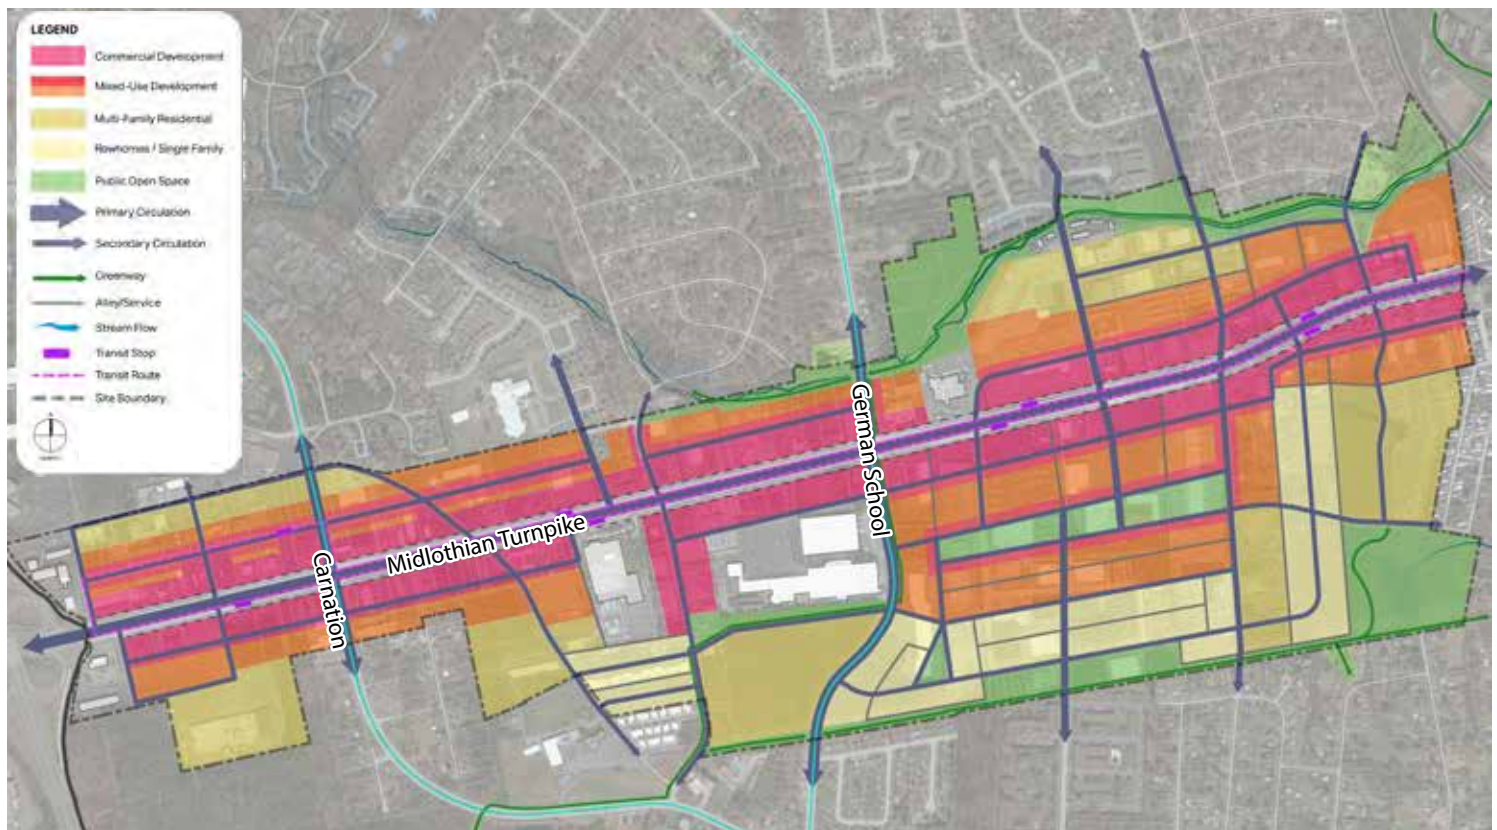 LEGEND
Commercial Development
Mixed-Use Development
Multi-Family Residential
Rowhomes / Single Family
Public Open Space
Primary Circulation
Secondary Circulation
Greenway
Alley/Service
Stream Flow
Transit Stop
Transit Route
Site Boundary
Carnation
Midlothian Turnpike
German School